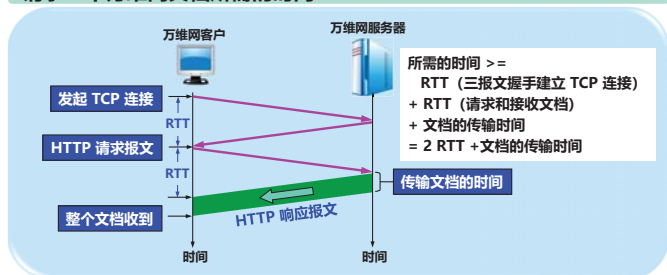 万维网客户
万维网服务器
所需的时间 >=
RTT（三报文握手建立 TCP 连接）
+ RTT（请求和接收文档）
+ 文档的传输时间
= 2 RTT +文档的传输时间
发起 TCP 连接
RTT
HTTP 请求报文
RTT
传输文档的时间
HTTP 响应报文
整个文档收到
时间
时间